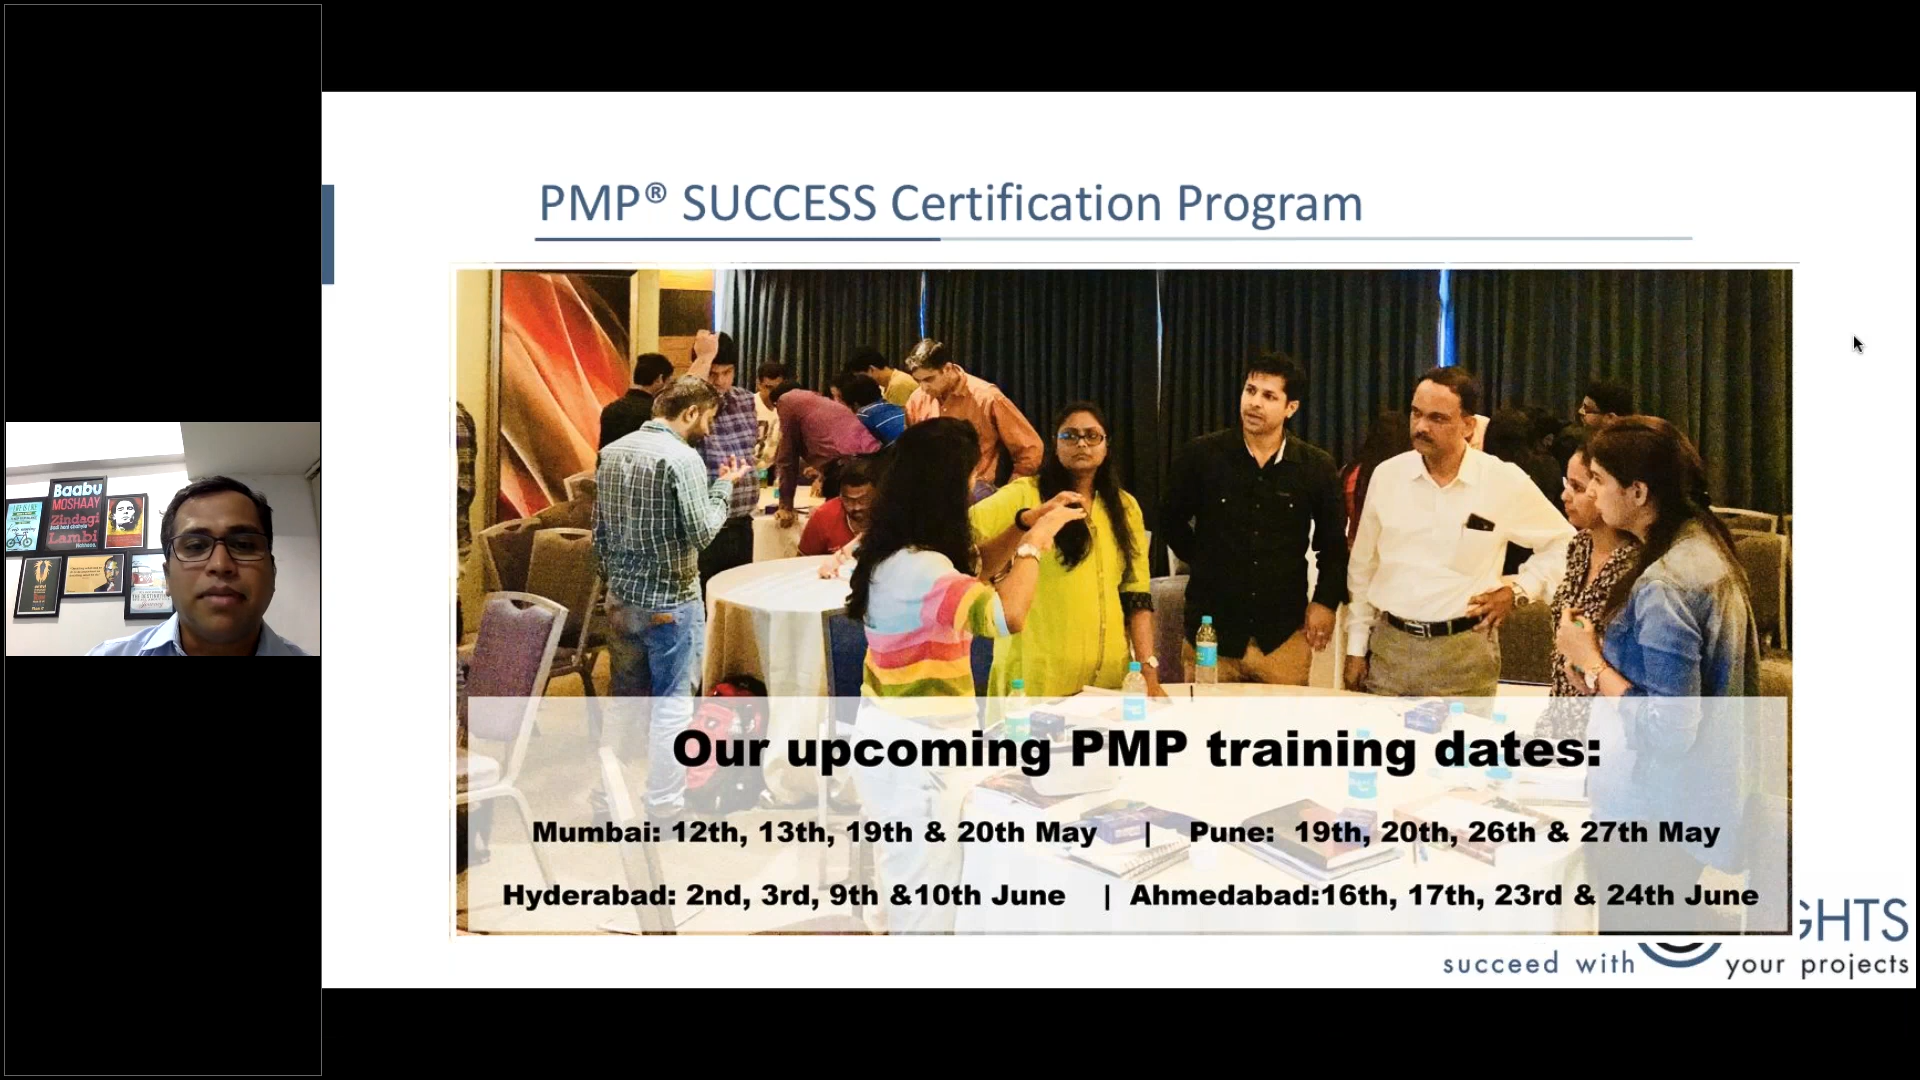 PMP® SUCCESS Certification Program
Baabu
MOSHAAY
Zindagi
Lambi
Our upcoming PMP training dates:
Mumbai: 12th, 13th, 19th & 20th May | Pune: 19th, 20th, 26th & 27th May
Hyderabad: 2nd, 3rd, 9th &10th June | Ahmedabad:16th, 17th, 23rd & 24th June
GHTS
succeed with your projects